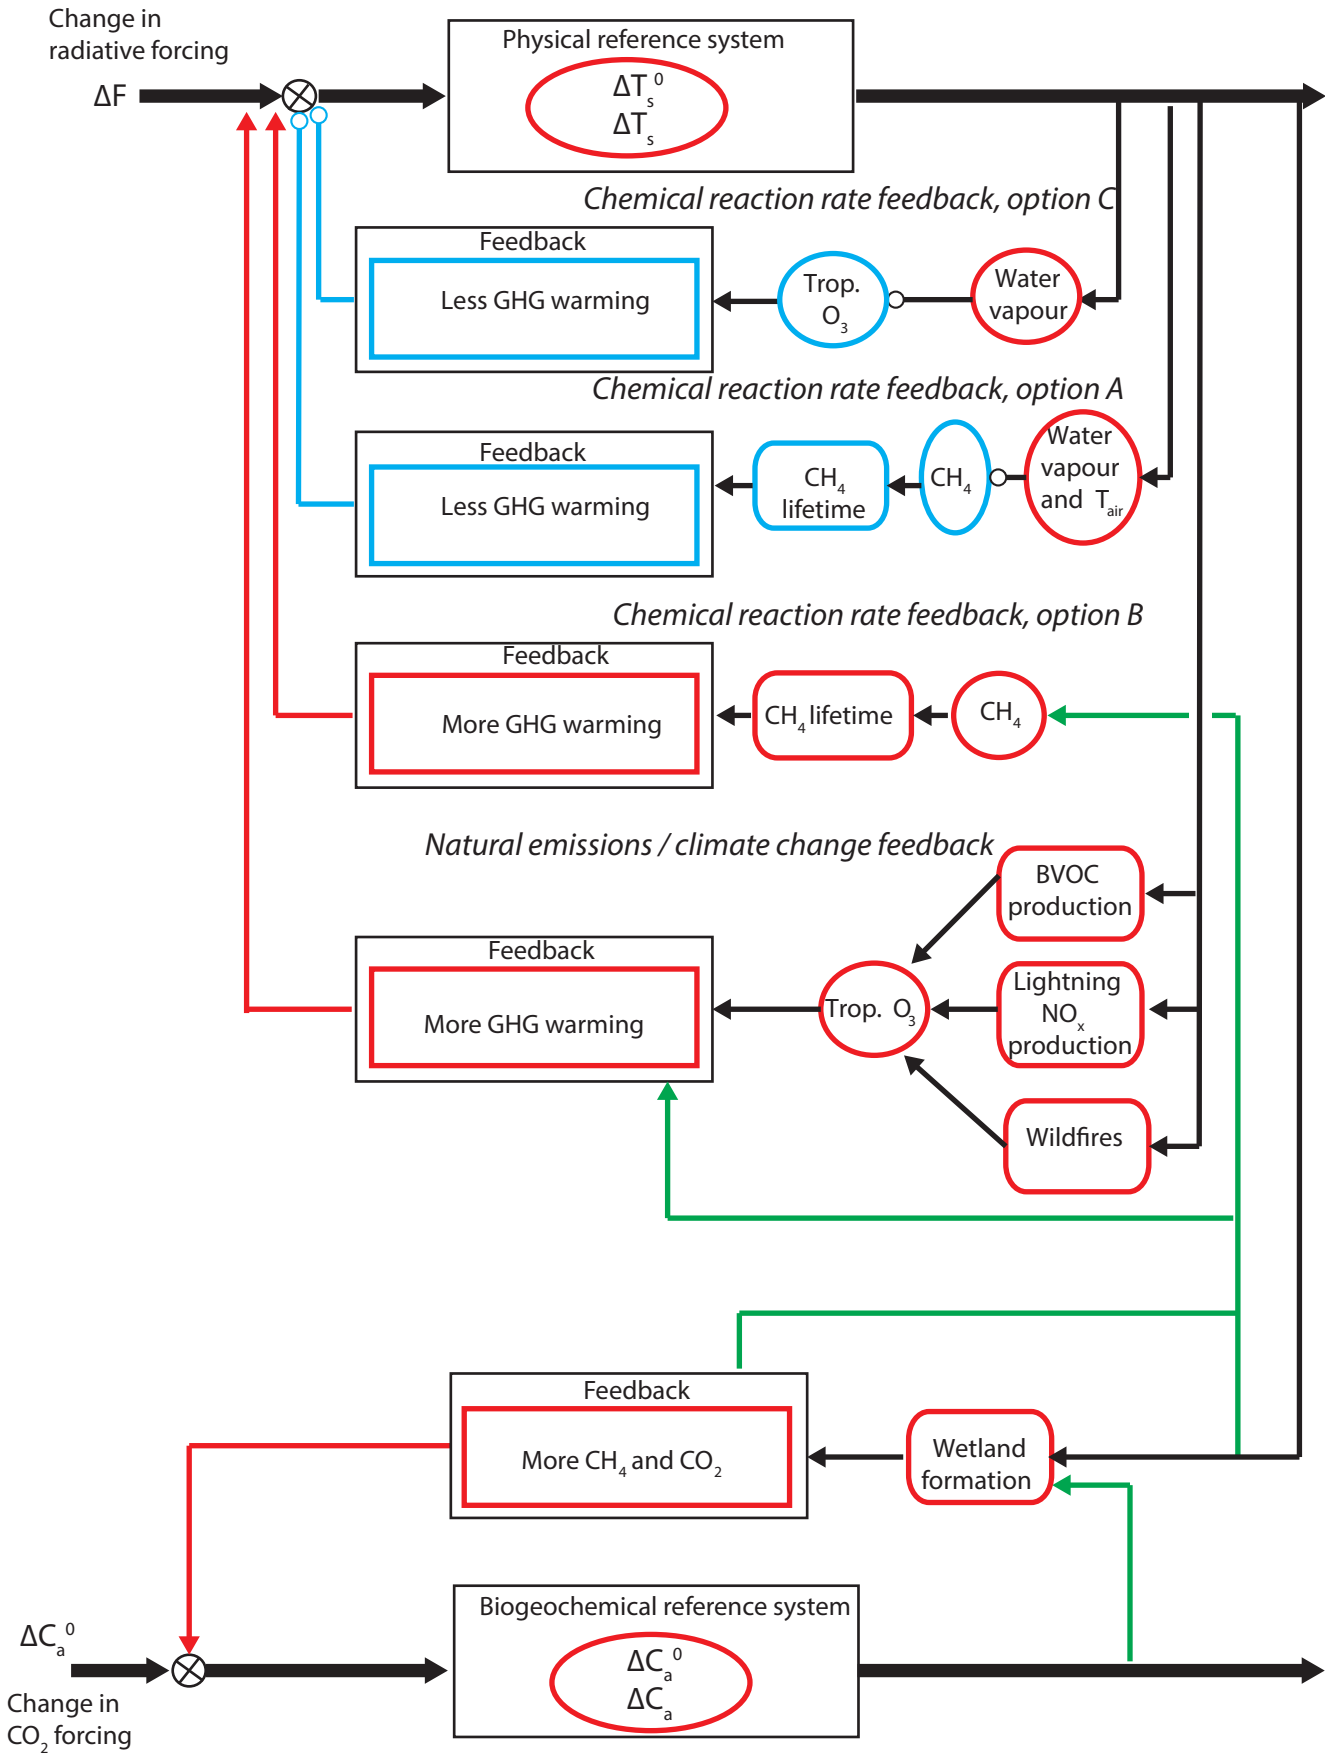 Change in
radiative forcing
ΔF
Physical reference system
ΔTₛ⁰
ΔTₛ
Chemical reaction rate feedback, option C
Feedback
Less GHG warming
Trop.
O₃
Water
vapour
Chemical reaction rate feedback, option A
Feedback
Less GHG warming
CH₄
lifetime
CH₄
Water
vapour
and T_air
Chemical reaction rate feedback, option B
Feedback
More GHG warming
CH₄ lifetime
CH₄
Natural emissions / climate change feedback
BVOC
production
Feedback
More GHG warming
Trop. O₃
Lightning
NOₓ
production
Wildfires
Feedback
More CH₄ and CO₂
Wetland
formation
Biogeochemical reference system
ΔCₐ⁰
ΔCₐ
ΔCₐ⁰
Change in
CO₂ forcing